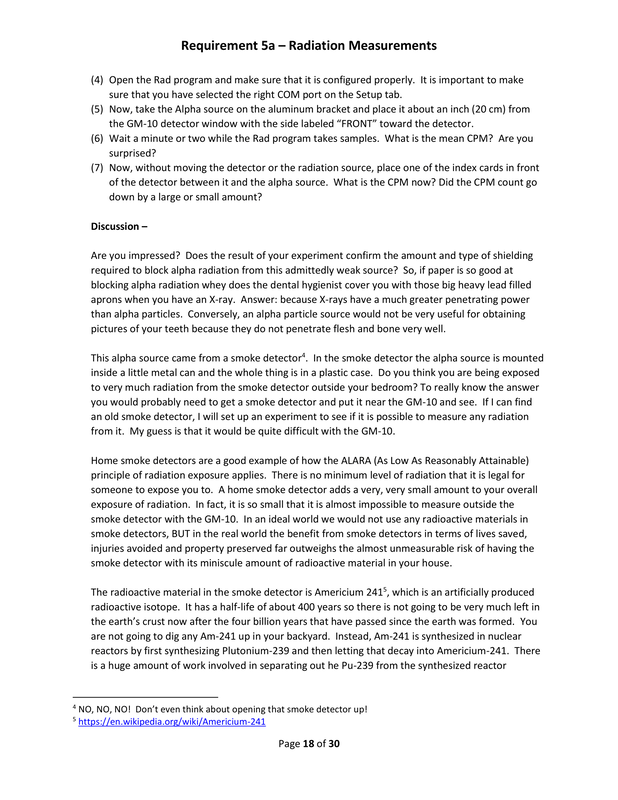 Requirement 5a – Radiation Measurements
(4) Open the Rad program and make sure that it is configured properly.  It is important to make
sure that you have selected the right COM port on the Setup tab.
(5) Now, take the Alpha source on the aluminum bracket and place it about an inch (20 cm) from
the GM-10 detector window with the side labeled “FRONT” toward the detector.
(6) Wait a minute or two while the Rad program takes samples.  What is the mean CPM?  Are you
surprised?
(7) Now, without moving the detector or the radiation source, place one of the index cards in front
of the detector between it and the alpha source.  What is the CPM now? Did the CPM count go
down by a large or small amount?
Discussion –
Are you impressed?  Does the result of your experiment confirm the amount and type of shielding
required to block alpha radiation from this admittedly weak source?  So, if paper is so good at
blocking alpha radiation whey does the dental hygienist cover you with those big heavy lead filled
aprons when you have an X-ray.  Answer: because X-rays have a much greater penetrating power
than alpha particles.  Conversely, an alpha particle source would not be very useful for obtaining
pictures of your teeth because they do not penetrate flesh and bone very well.
This alpha source came from a smoke detector⁴.  In the smoke detector the alpha source is mounted
inside a little metal can and the whole thing is in a plastic case.  Do you think you are being exposed
to very much radiation from the smoke detector outside your bedroom? To really know the answer
you would probably need to get a smoke detector and put it near the GM-10 and see.  If I can find
an old smoke detector, I will set up an experiment to see if it is possible to measure any radiation
from it.  My guess is that it would be quite difficult with the GM-10.
Home smoke detectors are a good example of how the ALARA (As Low As Reasonably Attainable)
principle of radiation exposure applies.  There is no minimum level of radiation that it is legal for
someone to expose you to.  A home smoke detector adds a very, very small amount to your overall
exposure of radiation.  In fact, it is so small that it is almost impossible to measure outside the
smoke detector with the GM-10.  In an ideal world we would not use any radioactive materials in
smoke detectors, BUT in the real world the benefit from smoke detectors in terms of lives saved,
injuries avoided and property preserved far outweighs the almost unmeasurable risk of having the
smoke detector with its miniscule amount of radioactive material in your house.
The radioactive material in the smoke detector is Americium 241⁵, which is an artificially produced
radioactive isotope.  It has a half-life of about 400 years so there is not going to be very much left in
the earth’s crust now after the four billion years that have passed since the earth was formed.  You
are not going to dig any Am-241 up in your backyard.  Instead, Am-241 is synthesized in nuclear
reactors by first synthesizing Plutonium-239 and then letting that decay into Americium-241.  There
is a huge amount of work involved in separating out he Pu-239 from the synthesized reactor
⁴ NO, NO, NO!  Don’t even think about opening that smoke detector up!
⁵ https://en.wikipedia.org/wiki/Americium-241
Page 18 of 30